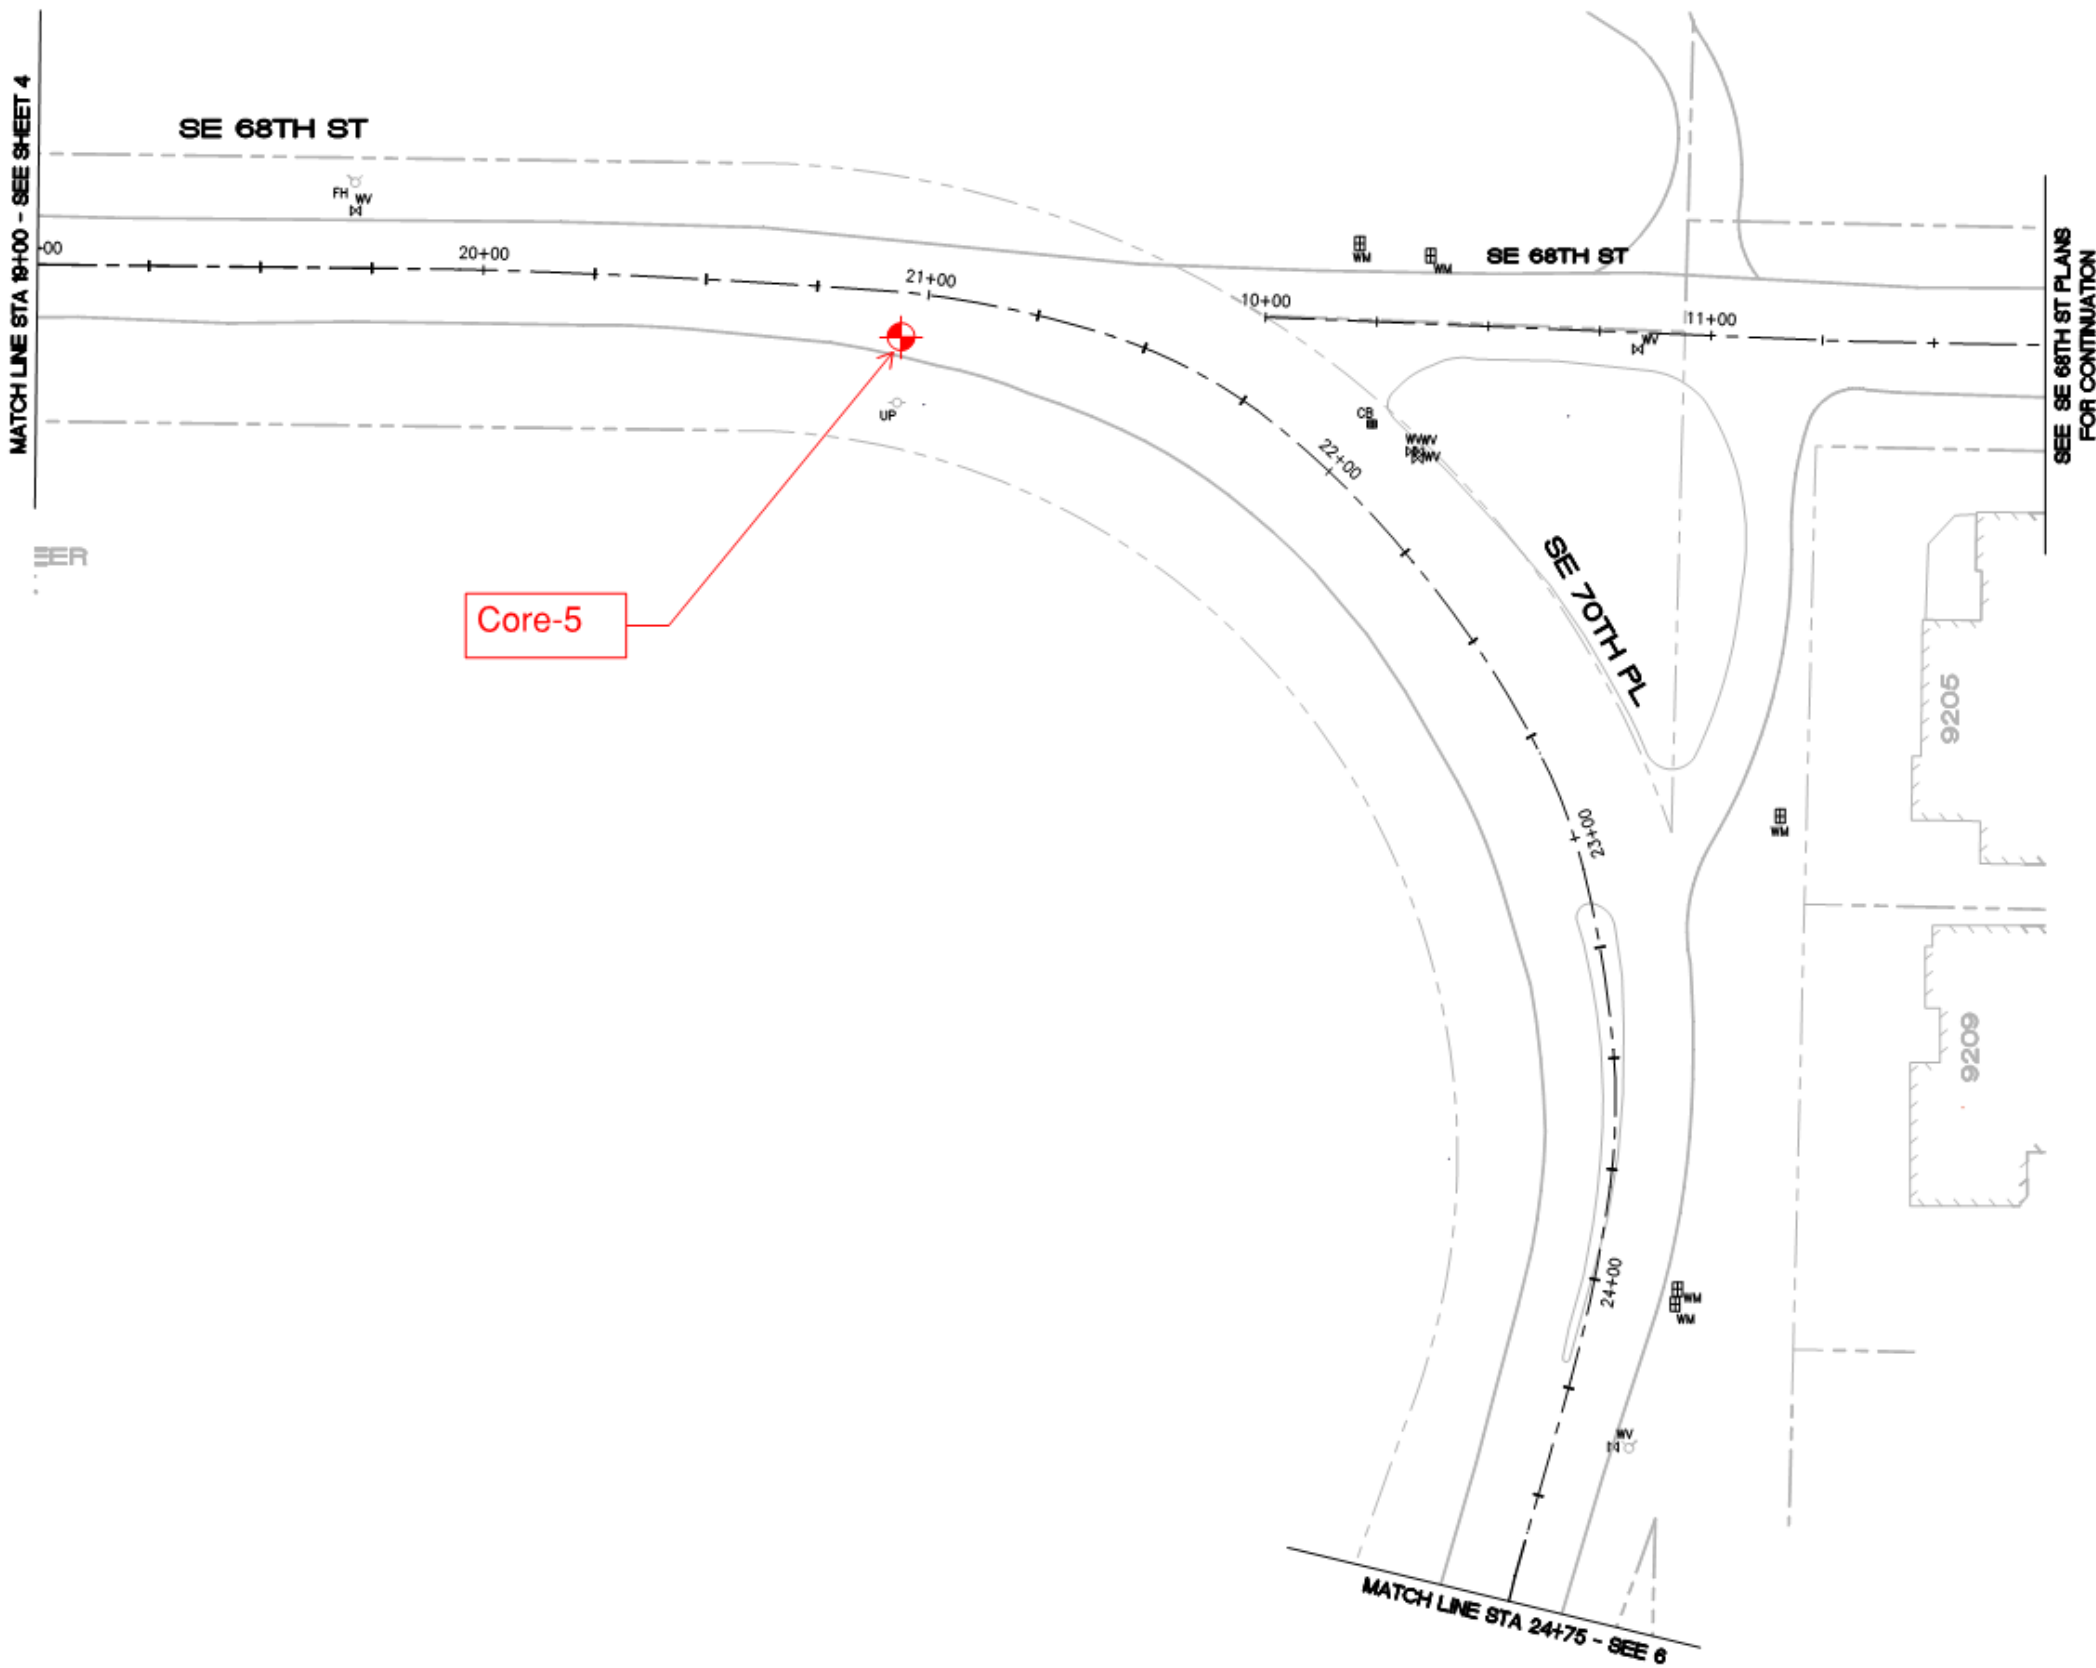 MATCH LINE STA 19+00 - SEE SHEET 4
SE 68TH ST
FH
WV
-00
20+00
21+00
WM
WM
SE 68TH ST
10+00
11+00
WV
SEE SE 68TH ST PLANS
FOR CONTINUATION
UP
CB
WVWV
WV
22+00
EER
Core-5
SE 70TH PL
9205
23+00
WM
9209
24+00
WM
WM
WV
MATCH LINE STA 24+75 - SEE 6